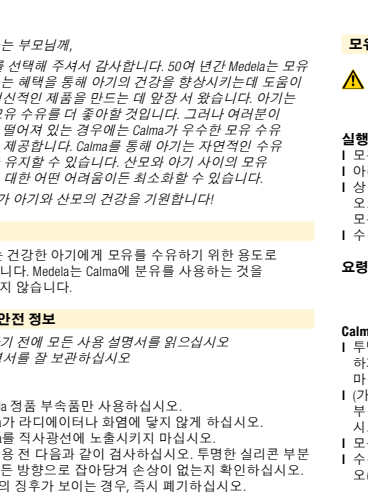 는 부모님께,
를 선택해 주셔서 감사합니다. 50여 년간 Medela는 모유
는 혜택을 통해 아기의 건강을 향상시키는데 도움이
신적인 제품을 만드는 데 앞장 서 왔습니다. 아기는
모유 수유를 더 좋아할 것입니다. 그러나 여러분이
떨어져 있는 경우에는 Calma가 우수한 모유 수유
제공합니다. Calma를 통해 아기는 자연적인 수유
유지할 수 있습니다. 산모와 아기 사이의 모유
대한 어떤 어려움이든 최소화할 수 있습니다.
가 아기와 산모의 건강을 기원합니다!
는 건강한 아기에게 모유를 수유하기 위한 용도로
니다. Medela는 Calma에 분유를 사용하는 것을
지 않습니다.
안전 정보
기 전에 모든 사용 설명서를 읽으십시오
서를 잘 보관하십시오
la 정품 부속품만 사용하십시오.
a가 라디에이터나 화염에 닿지 않게 하십시오.
a를 직사광선에 노출시키지 마십시오.
용 전 다음과 같이 검사하십시오. 투명한 실리콘 부분
든 방향으로 잡아당겨 손상이 없는지 확인하십시오.
의 징후가 보이는 경우, 즉시 폐기하십시오.
모유
실행
I 모
I 아
I 상
오
모
I 수
요령
Calm
I 투명
하
마
I (가
부
시
I 모
I 수
오(